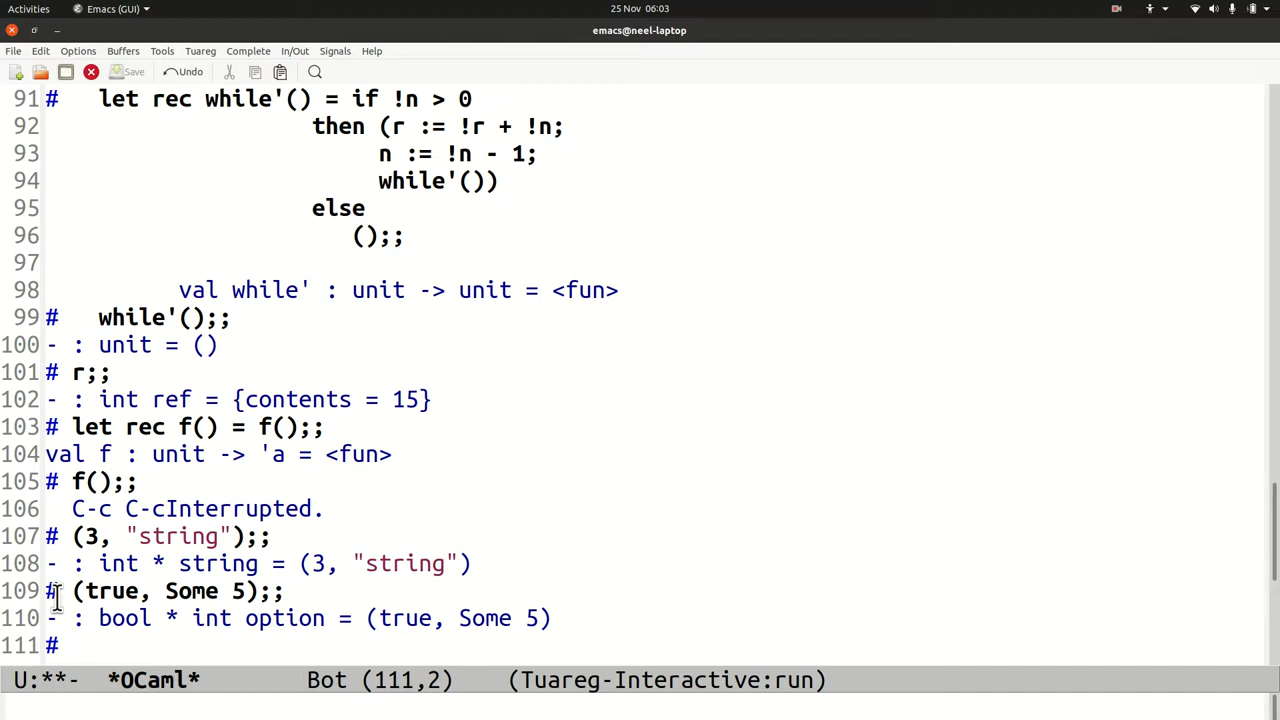 Activities Emacs (GUI) 25 Nov 06:03
emacs@neel-laptop
File Edit Options Buffers Tools Tuareg Complete In/Out Signals Help
Save Undo
91 #   let rec while'() = if !n > 0
92                     then (r := !r + !n;
93                          n := !n - 1;
94                          while'())
95                     else
96                        ();;
97
98           val while' : unit -> unit = <fun>
99 #   while'();;
100 - : unit = ()
101 # r;;
102 - : int ref = {contents = 15}
103 # let rec f() = f();;
104 val f : unit -> 'a = <fun>
105 # f();;
106   C-c C-cInterrupted.
107 # (3, "string");;
108 - : int * string = (3, "string")
109 # (true, Some 5);;
110 - : bool * int option = (true, Some 5)
111 #
U:**-  *OCaml*        Bot (111,2)    (Tuareg-Interactive:run)